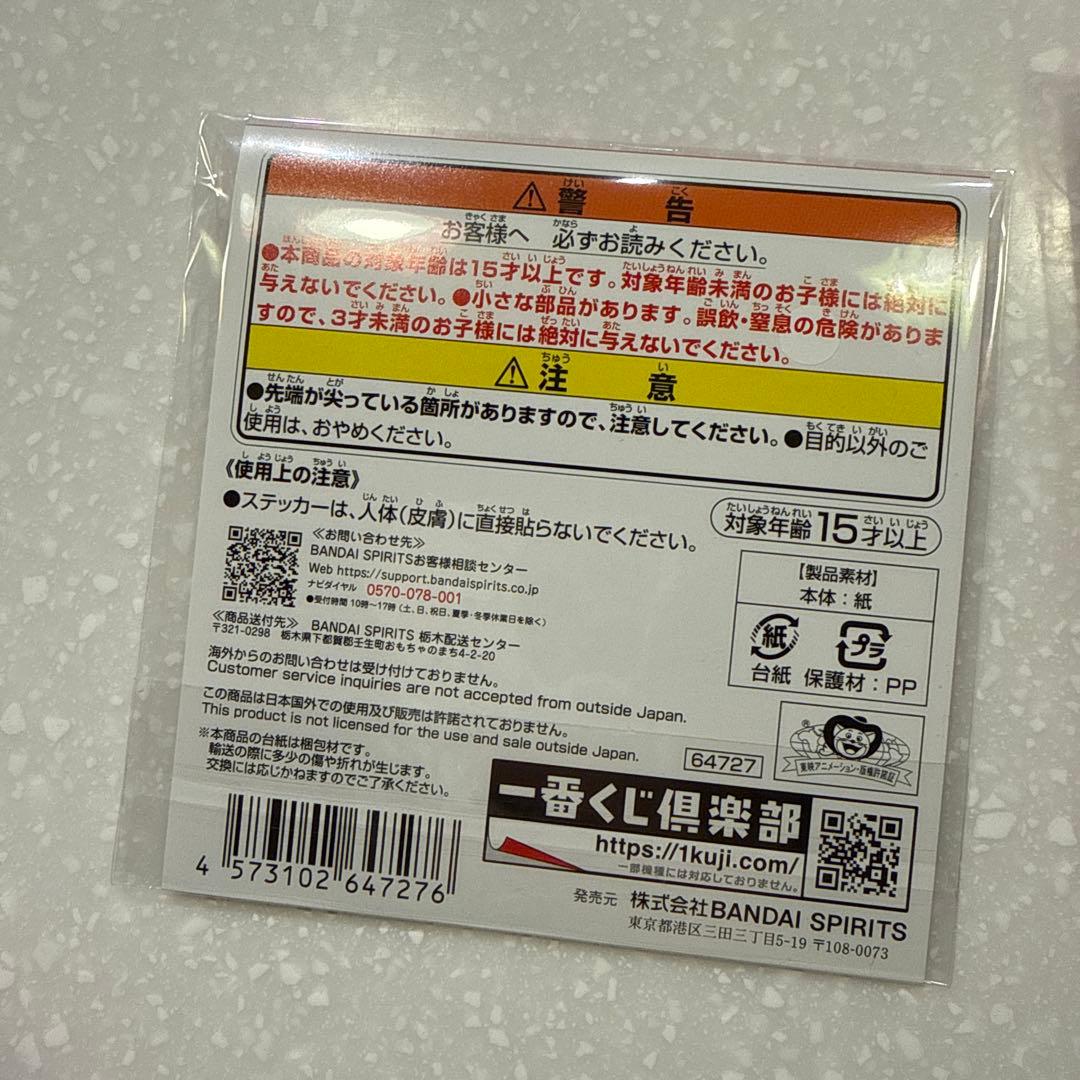 ⚠警告
お客様へ 必ずお読みください。
●本商品の対象年齢は15才以上です。対象年齢未満のお子様には絶対に
与えないでください。●小さな部品があります。誤飲・窒息の危険がありま
すので、3才未満のお子様には絶対に与えないでください。
⚠注意
●先端が尖っている箇所がありますので、注意してください。●目的以外のご
使用は、おやめください。
《使用上の注意》
●ステッカーは、人体(皮膚)に直接貼らないでください。
対象年齢15才以上
≪お問い合わせ先≫
BANDAI SPIRITSお客様相談センター
Web https://support.bandaispirits.co.jp
ナビダイヤル 0570-078-001
●受付時間 10時〜17時(土、日、祝日、夏季・冬季休業日を除く)
≪商品送付先≫ BANDAI SPIRITS 栃木配送センター
〒321-0298 栃木県下都賀郡壬生町おもちゃのまち4-2-20
海外からのお問い合わせは受け付けておりません。
Customer service inquiries are not accepted from outside Japan.
この商品は日本国外での使用及び販売は許諾されておりません。
This product is not licensed for the use and sale outside Japan.
※本商品の台紙は梱包材です。
輸送の際に多少の傷や折れが生じます。
交換には応じかねますのでご了承ください。
【製品素材】
本体:紙
紙 プラ
台紙 保護材:PP
®
東映アニメーション・版権許諾証
64727
一番くじ倶楽部
https://1kuji.com/
一部機種には対応しておりません。
4 573102 647276
発売元 株式会社BANDAI SPIRITS
東京都港区三田三丁目5-19 〒108-0073